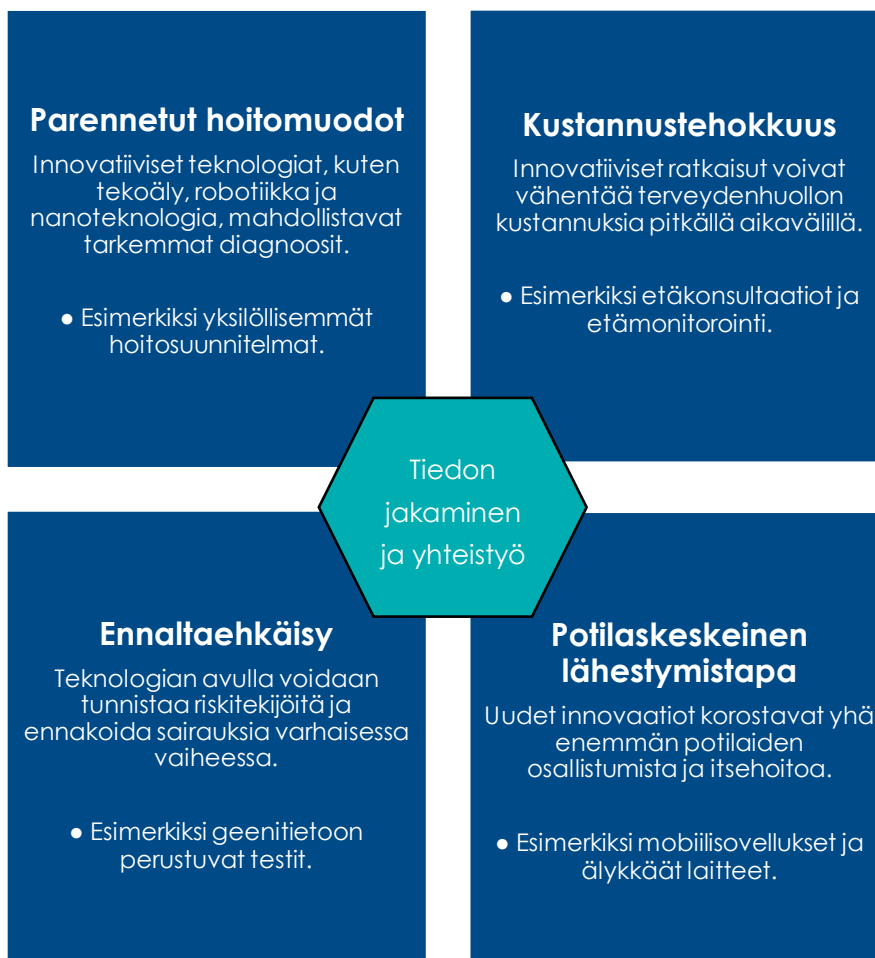 Parennetut hoitomuodot
Innovatiiviset teknologiat, kuten
tekoäly, robotiikka ja
nanoteknologia, mahdollistavat
tarkemmat diagnoosit.
● Esimerkiksi yksilöllisemmät
hoitosuunnitelmat.
Kustannustehokkuus
Innovatiiviset ratkaisut voivat
vähentää terveydenhuollon
kustannuksia pitkällä aikavälillä.
● Esimerkiksi etäkonsultaatiot ja
etämonitorointi.
Tiedon
jakaminen
ja yhteistyö
Ennaltaehkäisy
Teknologian avulla voidaan
tunnistaa riskitekijöitä ja
ennakoida sairauksia varhaisessa
vaiheessa.
● Esimerkiksi geenitietoon
perustuvat testit.
Potilaskeskeinen
lähestymistapa
Uudet innovaatiot korostavat yhä
enemmän potilaiden
osallistumista ja itsehoitoa.
● Esimerkiksi mobiilisovellukset ja
älykkäät laitteet.